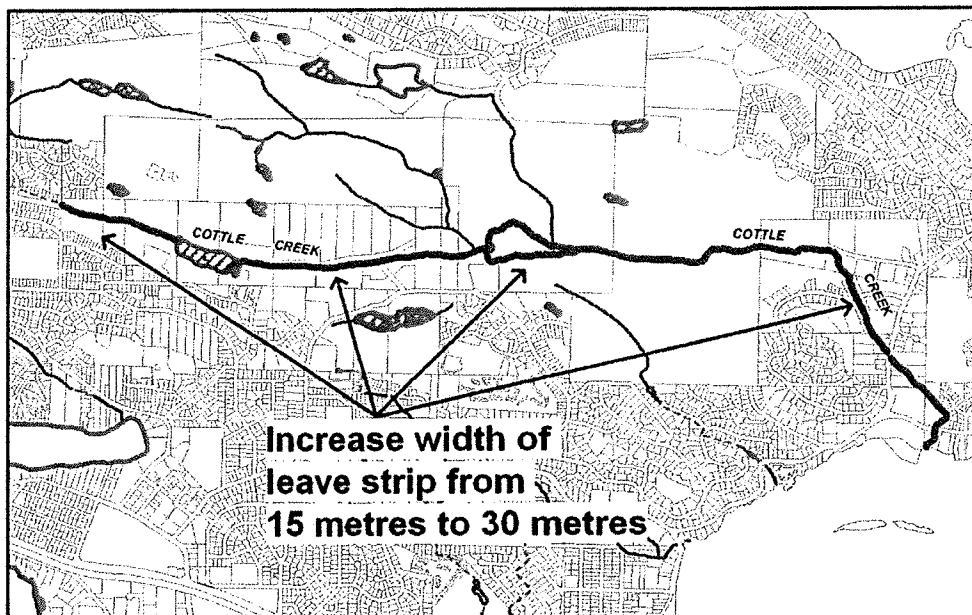 COTTLE CREEK
COTTLE
CREEK
Increase width of
leave strip from
15 metres to 30 metres